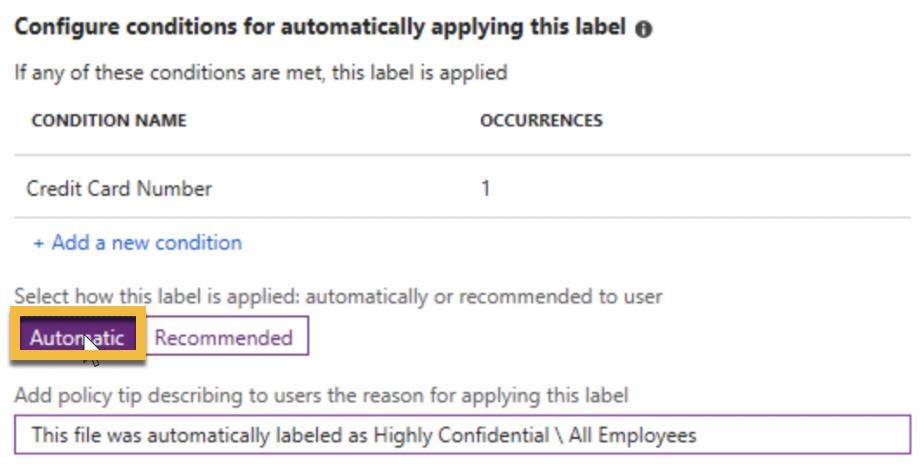 Configure conditions for automatically applying this label
If any of these conditions are met, this label is applied
CONDITION NAME OCCURRENCES
Credit Card Number 1
+ Add a new condition
Select how this label is applied: automatically or recommended to user
Automatic Recommended
Add policy tip describing to users the reason for applying this label
This file was automatically labeled as Highly Confidential \ All Employees